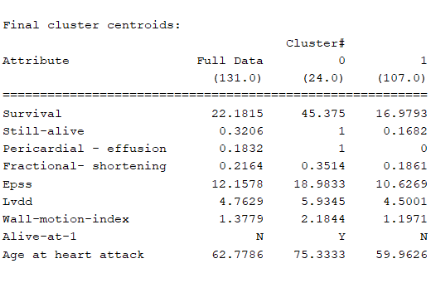 Final cluster centroids:
Cluster#
Attribute Full Data 0 1
(131.0) (24.0) (107.0)
================================================================
Survival 22.1815 45.375 16.9793
Still-alive 0.3206 1 0.1682
Pericardial - effusion 0.1832 1 0
Fractional- shortening 0.2164 0.3514 0.1861
Epss 12.1578 18.9833 10.6269
Lvdd 4.7629 5.9345 4.5001
Wall-motion-index 1.3779 2.1844 1.1971
Alive-at-1 N Y N
Age at heart attack 62.7786 75.3333 59.9626